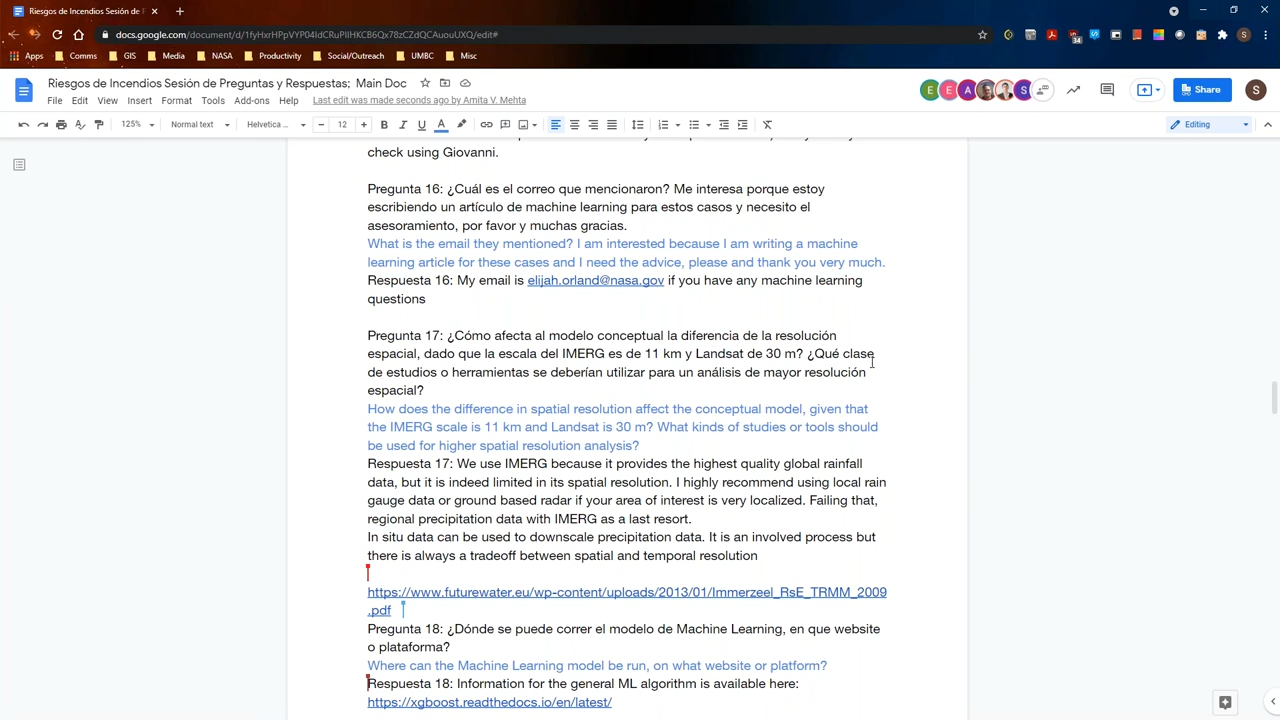 Riesgos de Incendios Sesión de P
docs.google.com/document/d/1fyHxrHPpVYP04IdCRuPIIHKCB6Qx78zCZdQCAuouUXQ/edit#
Apps Comms GIS Media NASA Productivity Social/Outreach UMBC Misc
Riesgos de Incendios Sesión de Preguntas y Respuestas; Main Doc
File Edit View Insert Format Tools Add-ons Help Last edit was made seconds ago by Amita V. Mehta
Share
125% Normal text Helvetica ... 12 Editing
check using Giovanni.
Pregunta 16: ¿Cuál es el correo que mencionaron? Me interesa porque estoy
escribiendo un artículo de machine learning para estos casos y necesito el
asesoramiento, por favor y muchas gracias.
What is the email they mentioned? I am interested because I am writing a machine
learning article for these cases and I need the advice, please and thank you very much.
Respuesta 16: My email is elijah.orland@nasa.gov if you have any machine learning
questions
Pregunta 17: ¿Cómo afecta al modelo conceptual la diferencia de la resolución
espacial, dado que la escala del IMERG es de 11 km y Landsat de 30 m? ¿Qué clase
de estudios o herramientas se deberían utilizar para un análisis de mayor resolución
espacial?
How does the difference in spatial resolution affect the conceptual model, given that
the IMERG scale is 11 km and Landsat is 30 m? What kinds of studies or tools should
be used for higher spatial resolution analysis?
Respuesta 17: We use IMERG because it provides the highest quality global rainfall
data, but it is indeed limited in its spatial resolution. I highly recommend using local rain
gauge data or ground based radar if your area of interest is very localized. Failing that,
regional precipitation data with IMERG as a last resort.
In situ data can be used to downscale precipitation data. It is an involved process but
there is always a tradeoff between spatial and temporal resolution
https://www.futurewater.eu/wp-content/uploads/2013/01/Immerzeel_RsE_TRMM_2009
.pdf
Pregunta 18: ¿Dónde se puede correr el modelo de Machine Learning, en que website
o plataforma?
Where can the Machine Learning model be run, on what website or platform?
Respuesta 18: Information for the general ML algorithm is available here:
https://xgboost.readthedocs.io/en/latest/